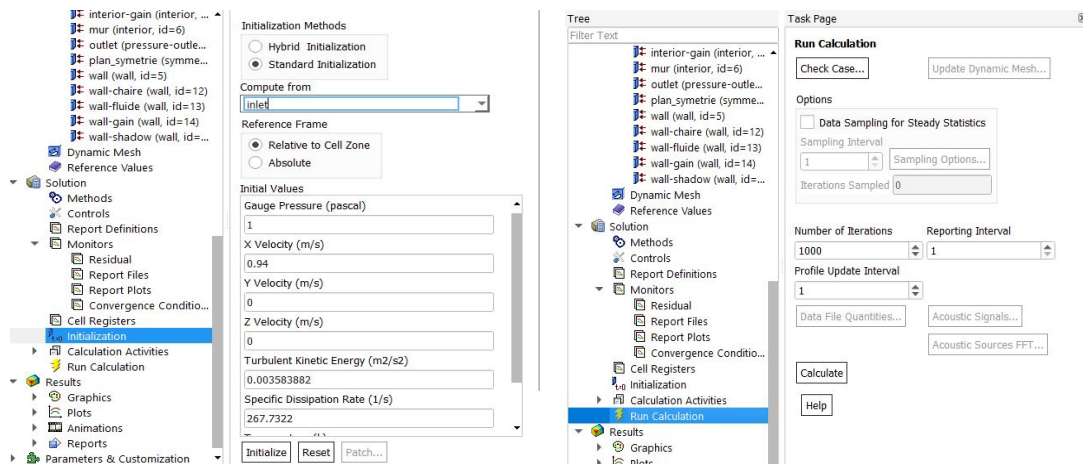 interior-gain (interior, ...
mur (interior, id=6)
outlet (pressure-outle...
plan_symetrie (symme...
wall (wall, id=5)
wall-chaire (wall, id=12)
wall-fluide (wall, id=13)
wall-gain (wall, id=14)
wall-shadow (wall, id=...
Dynamic Mesh
Reference Values
Solution
Methods
Controls
Report Definitions
Monitors
Residual
Report Files
Report Plots
Convergence Conditio...
Cell Registers
t=0 Initialization
Calculation Activities
Run Calculation
Results
Graphics
Plots
Animations
Reports
Parameters & Customization
Initialization Methods
Hybrid Initialization
Standard Initialization
Compute from
inlet
Reference Frame
Relative to Cell Zone
Absolute
Initial Values
Gauge Pressure (pascal)
1
X Velocity (m/s)
0.94
Y Velocity (m/s)
0
Z Velocity (m/s)
0
Turbulent Kinetic Energy (m2/s2)
0.003583882
Specific Dissipation Rate (1/s)
267.7322
Initialize Reset Patch...
Tree
Filter Text
interior-gain (interior, ...
mur (interior, id=6)
outlet (pressure-outle...
plan_symetrie (symme...
wall (wall, id=5)
wall-chaire (wall, id=12)
wall-fluide (wall, id=13)
wall-gain (wall, id=14)
wall-shadow (wall, id=...
Dynamic Mesh
Reference Values
Solution
Methods
Controls
Report Definitions
Monitors
Residual
Report Files
Report Plots
Convergence Conditio...
Cell Registers
t=0 Initialization
Calculation Activities
Run Calculation
Results
Graphics
Plots
Task Page
Run Calculation
Check Case... Update Dynamic Mesh...
Options
Data Sampling for Steady Statistics
Sampling Interval
1 Sampling Options...
Iterations Sampled 0
Number of Iterations Reporting Interval
1000 1
Profile Update Interval
1
Data File Quantities... Acoustic Signals...
Acoustic Sources FFT...
Calculate
Help